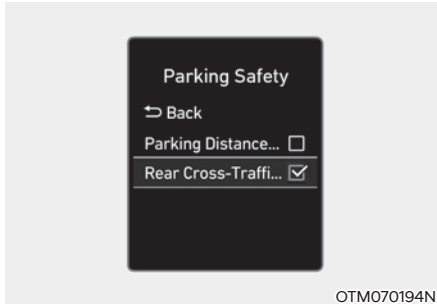 Parking Safety
Back
Parking Distance...
Rear Cross-Traffi...
OTM070194N